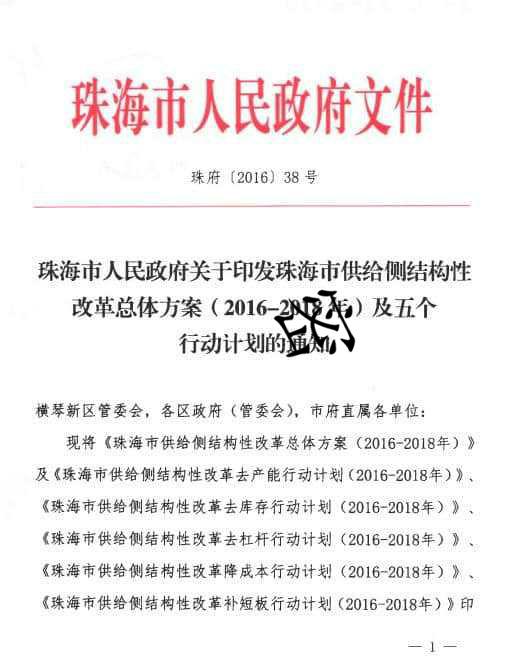 珠海市人民政府文件
珠府〔2016〕38号
珠海市人民政府关于印发珠海市供给侧结构性
改革总体方案（2016-2018年）及五个
行动计划的通知
横琴新区管委会，各区政府（管委会），市府直属各单位：
现将《珠海市供给侧结构性改革总体方案（2016-2018年）》
及《珠海市供给侧结构性改革去产能行动计划（2016-2018年）》、
《珠海市供给侧结构性改革去库存行动计划（2016-2018年）》、
《珠海市供给侧结构性改革去杠杆行动计划（2016-2018年）》、
《珠海市供给侧结构性改革降成本行动计划（2016-2018年）》、
《珠海市供给侧结构性改革补短板行动计划（2016-2018年）》印
— 1 —